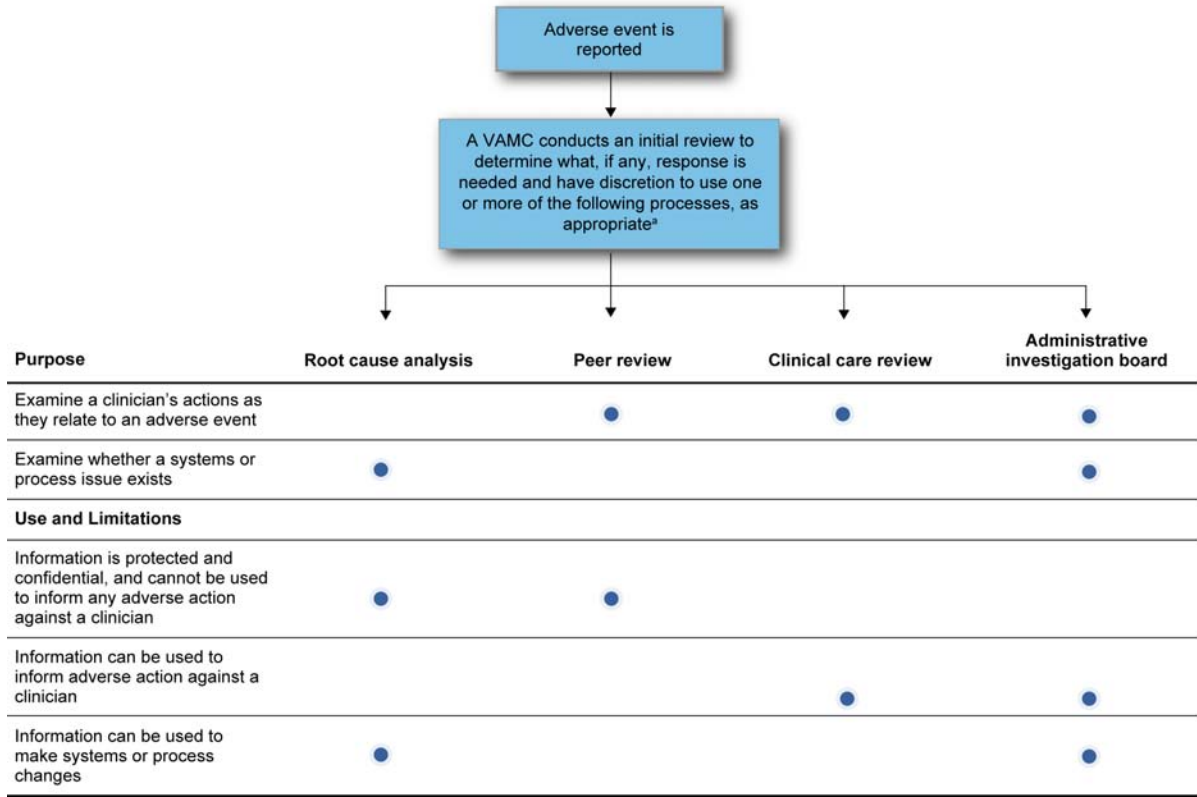 Adverse event is
reported
A VAMC conducts an initial review to
determine what, if any, response is
needed and have discretion to use one
or more of the following processes, as
appropriateᵃ
Purpose
Root cause analysis
Peer review
Clinical care review
Administrative
investigation board
Examine a clinician's actions as
they relate to an adverse event
Examine whether a systems or
process issue exists
Use and Limitations
Information is protected and
confidential, and cannot be used
to inform any adverse action
against a clinician
Information can be used to
inform adverse action against a
clinician
Information can be used to
make systems or process
changes